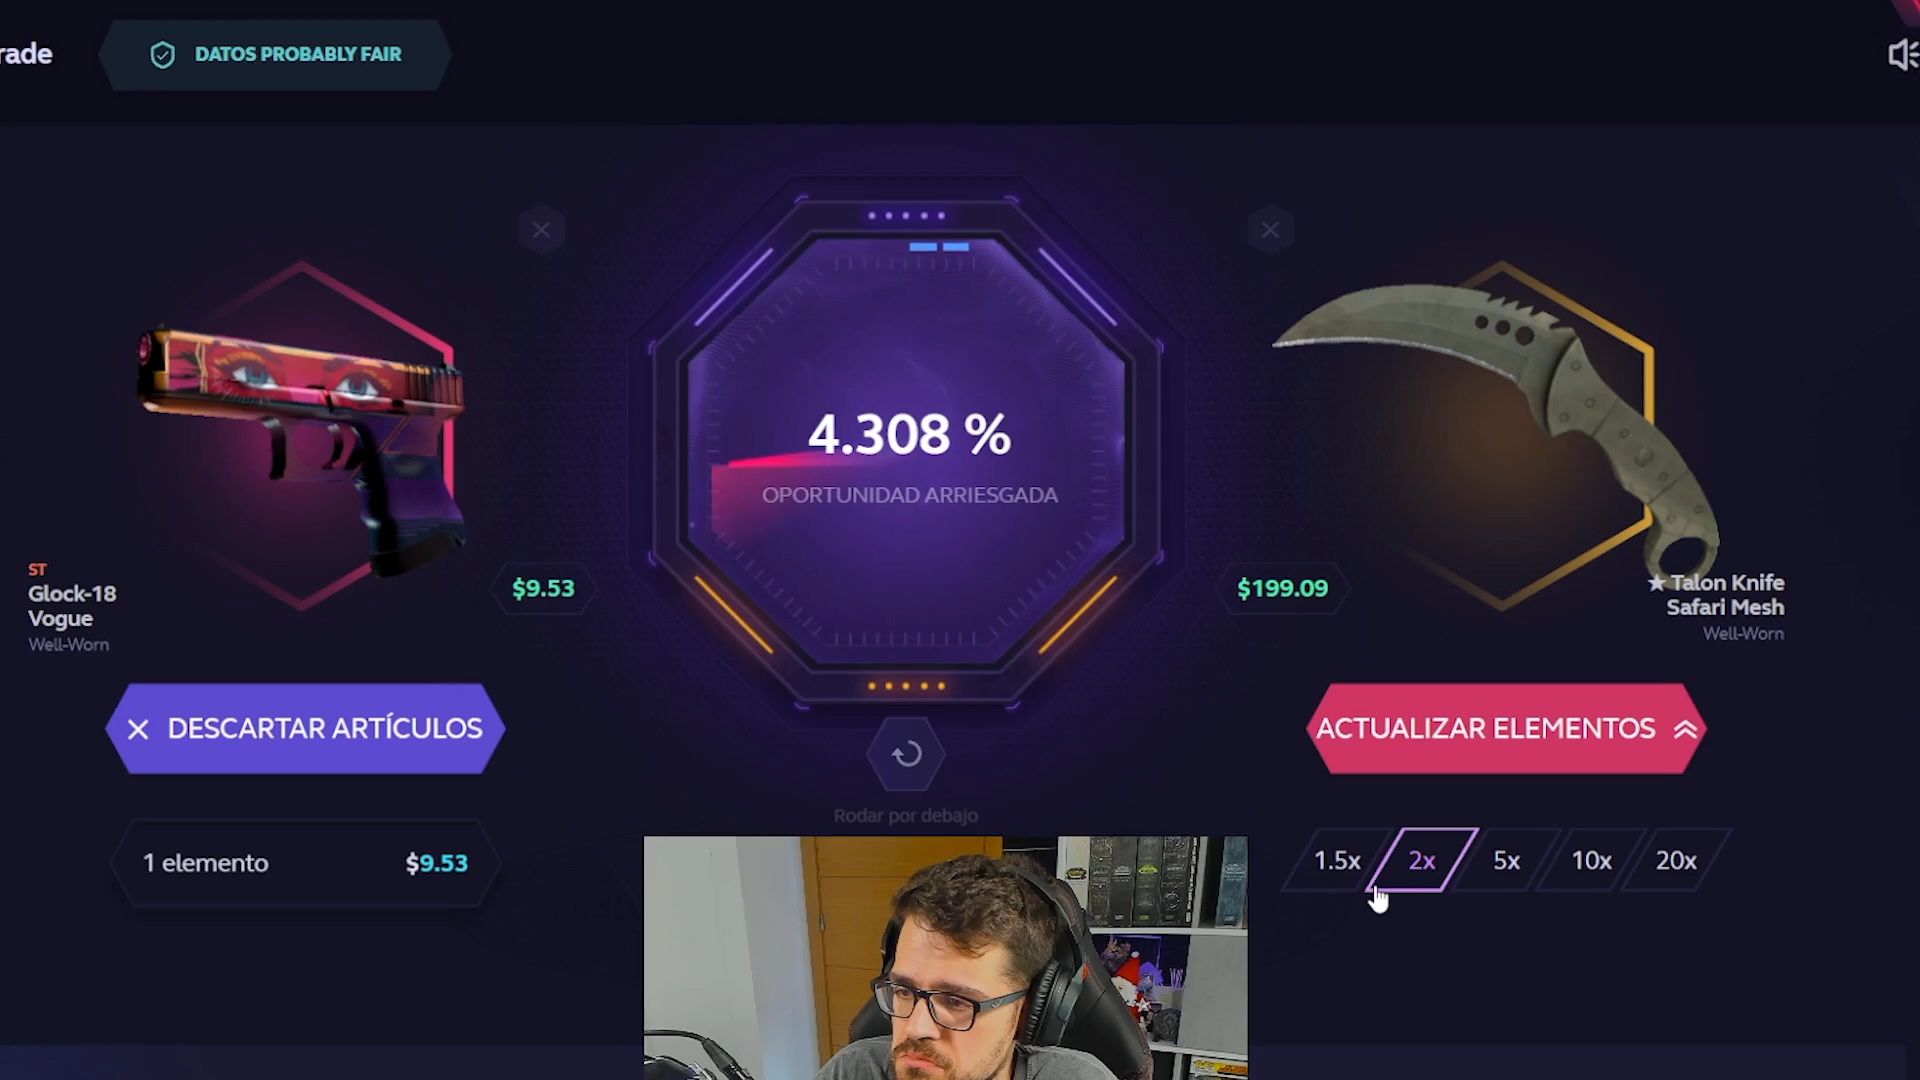 rade
DATOS PROBABLY FAIR
4.308 %
OPORTUNIDAD ARRIESGADA
ST
Glock-18
Vogue
Well-Worn
$9.53
$199.09
★ Talon Knife
Safari Mesh
Well-Worn
DESCARTAR ARTÍCULOS
ACTUALIZAR ELEMENTOS
Rodar por debajo
1 elemento
$9.53
1.5x
2x
5x
10x
20x